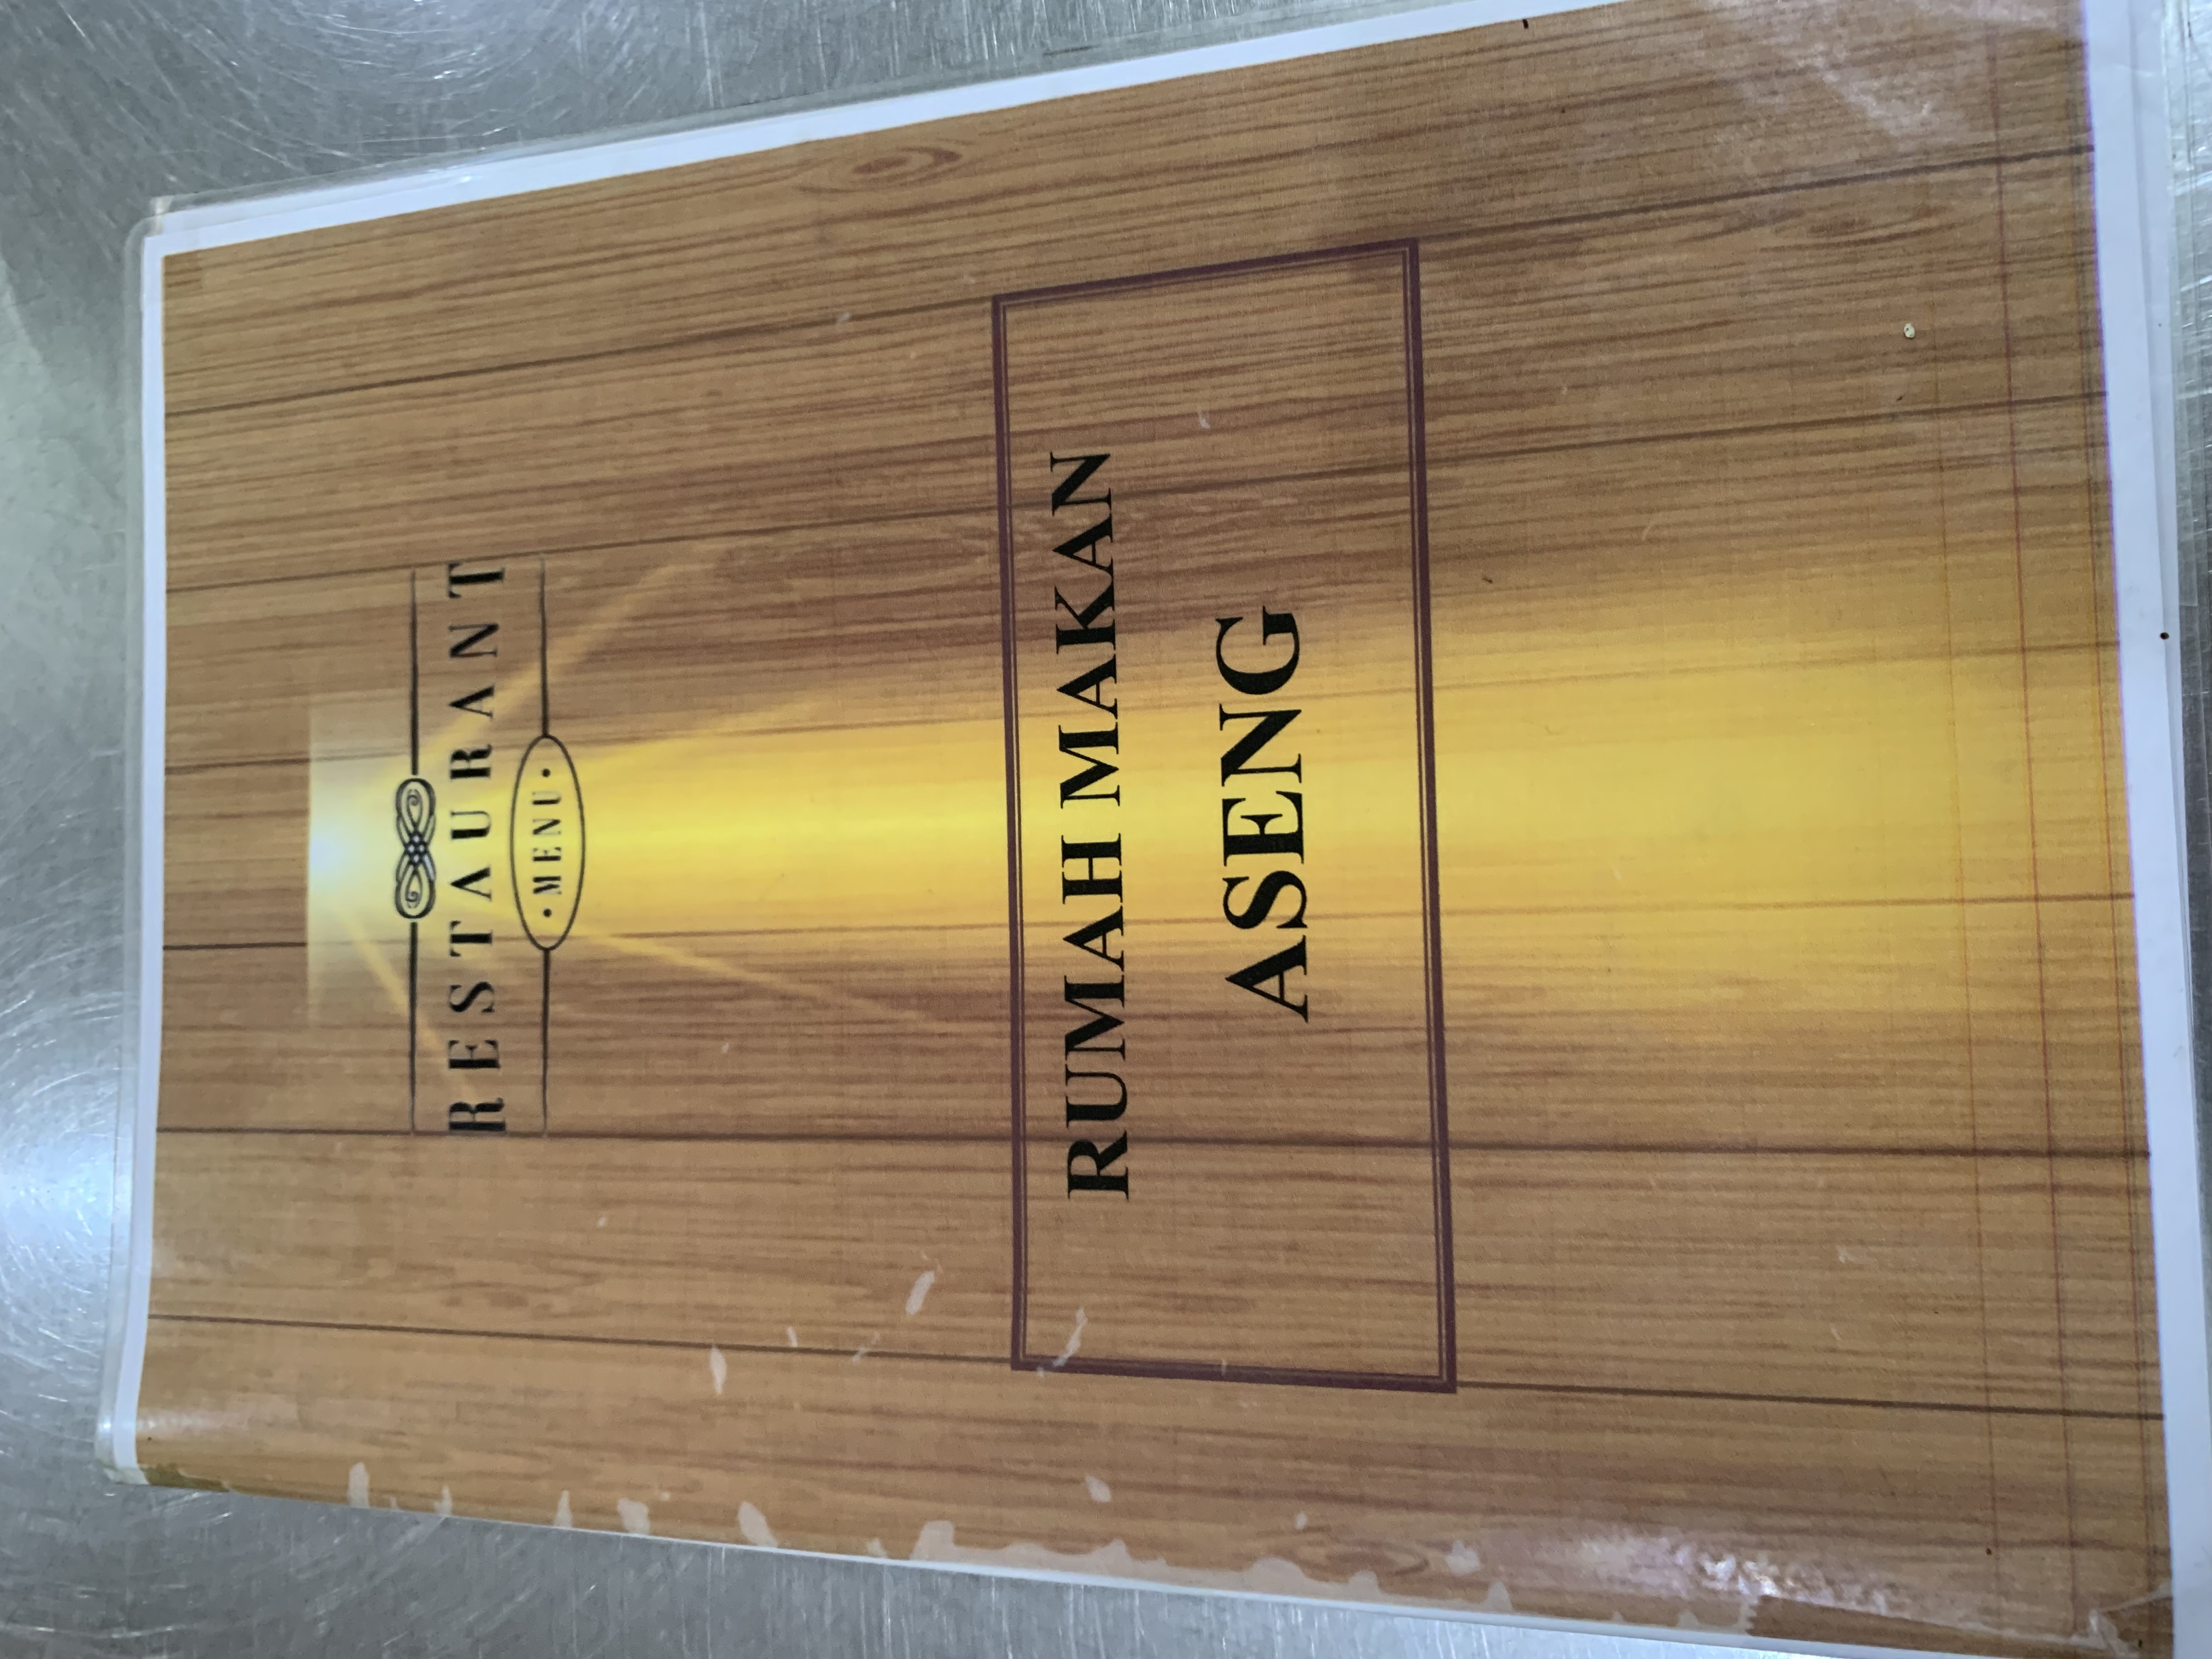 RESTAURANT
• MENU •
RUMAH MAKAN
ASENG